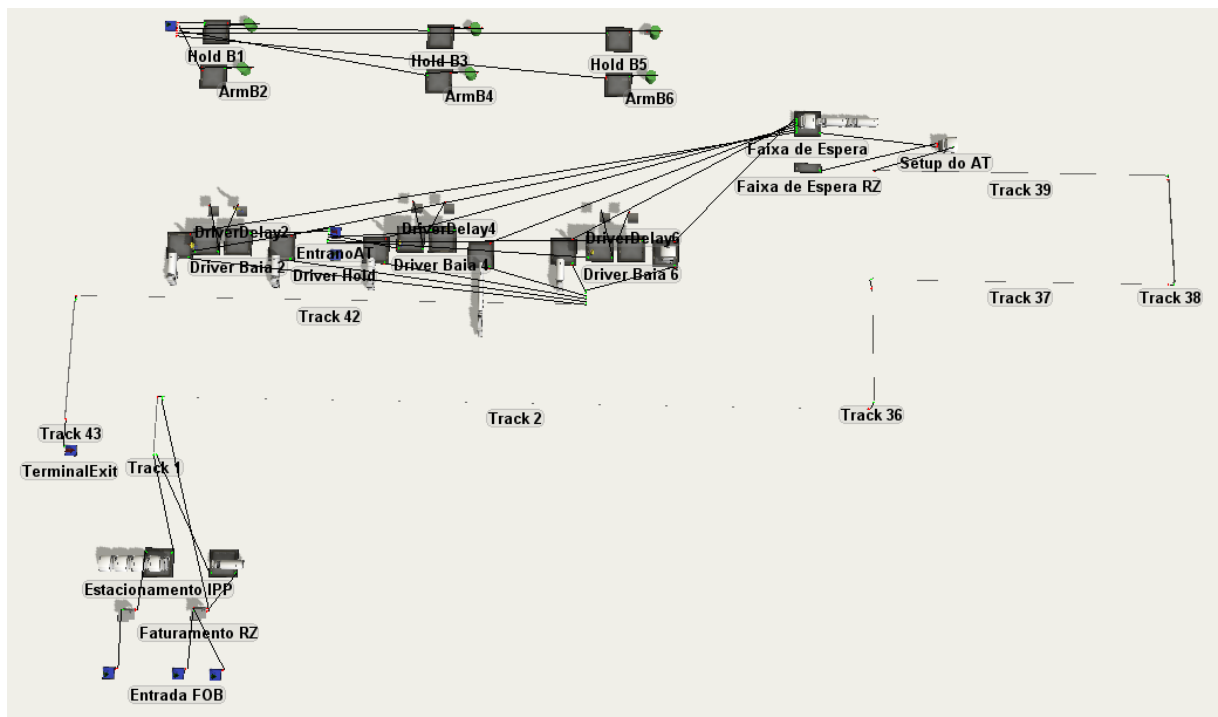 Hold B1
Hold B3
Hold B5
ArmB2
ArmB4
ArmB6
Faixa de Espera
Setup do AT
Faixa de Espera RZ
Track 39
DriverDelay2
DriverDelay4
DriverDelay6
EntranoAT
Driver Baia 2
Driver Hold
Driver Baia 4
Driver Baia 6
Track 37
Track 38
Track 42
Track 2
Track 36
Track 43
TerminalExit
Track 1
Estacionamento IPP
Faturamento RZ
Entrada FOB